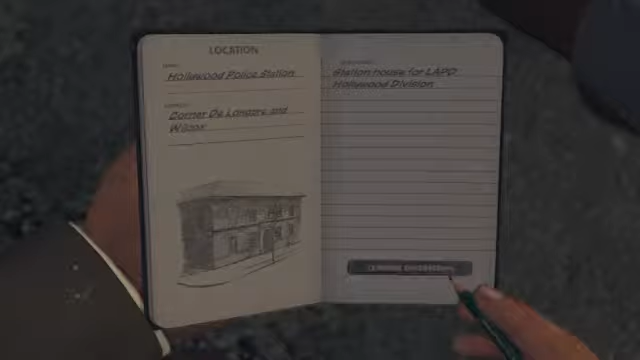 LOCATION
Hollywood Police Station
Corner De Longpre and
Wilcox
Station house for LAPD
Hollywood Division